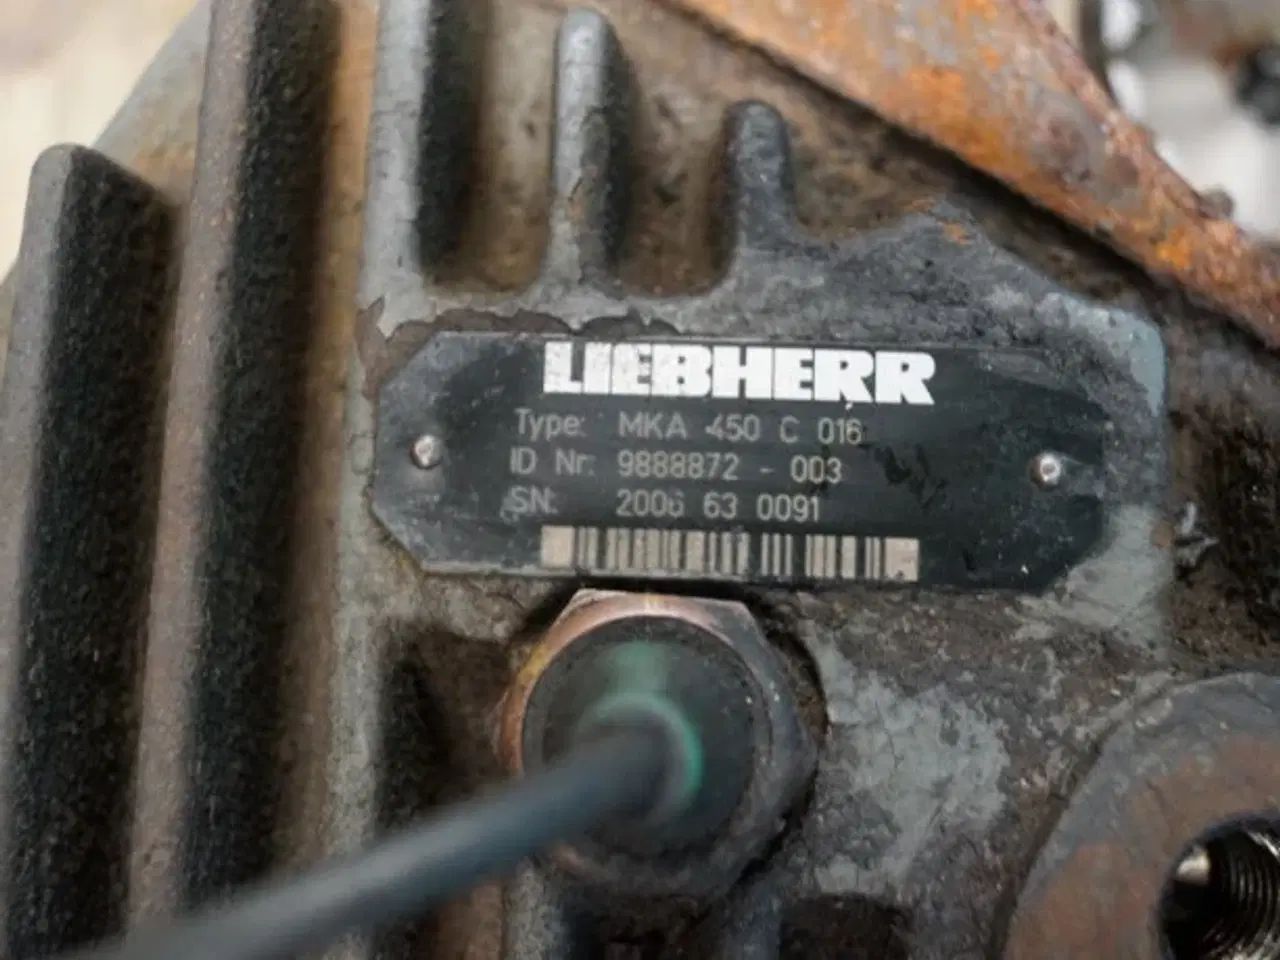 LIEBHERR
Type: MKA 450 C 016
ID Nr: 9888872 - 003
SN: 2006 63 0091